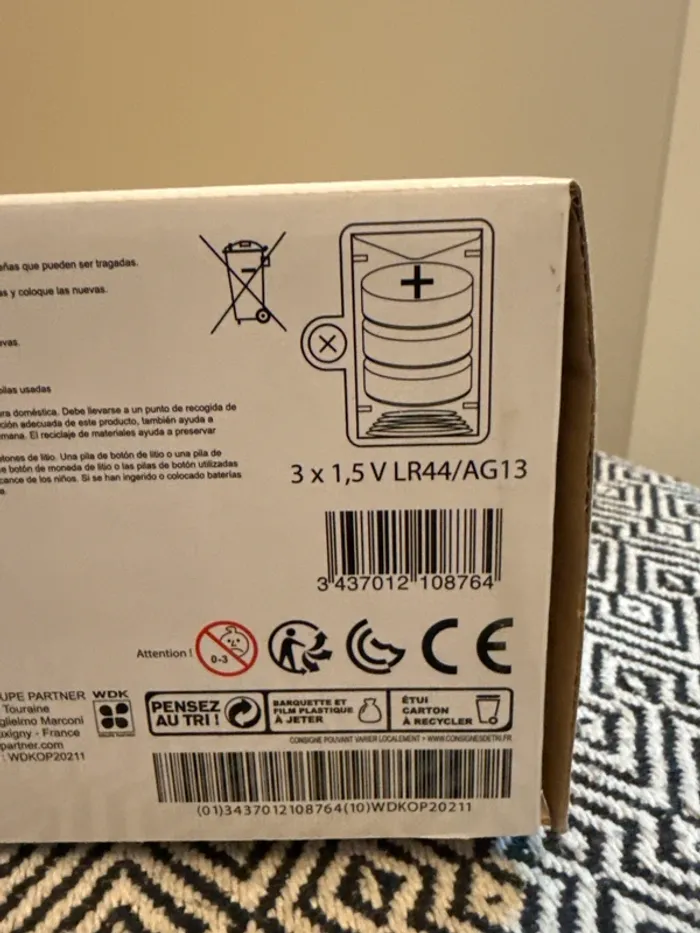 ñas que pueden ser tragadas.
as y coloque las nuevas.
vas.
pilas usadas
ra doméstica. Debe llevarse a un punto de recogida de
ción adecuada de este producto, también ayuda a
mana. El reciclaje de materiales ayuda a preservar
tones de litio. Una pila de botón de litio o una pila de
e botón de moneda de litio o las pilas de botón utilizadas
cance de los niños. Si se han ingerido o colocado baterías
+
3 x 1,5 V LR44/AG13
3 437012 108764
Attention !
0-3
CE
UPE PARTNER
Touraine
glielmo Marconi
uxigny - France
partner.com
: WDKOP20211
WDK
PENSEZ
AU TRI !
BARQUETTE ET
FILM PLASTIQUE
À JETER
ÉTUI
CARTON
À RECYCLER
CONSIGNE POUVANT VARIER LOCALEMENT • WWW.CONSIGNESDETRI.FR
(01)3437012108764(10)WDKOP20211